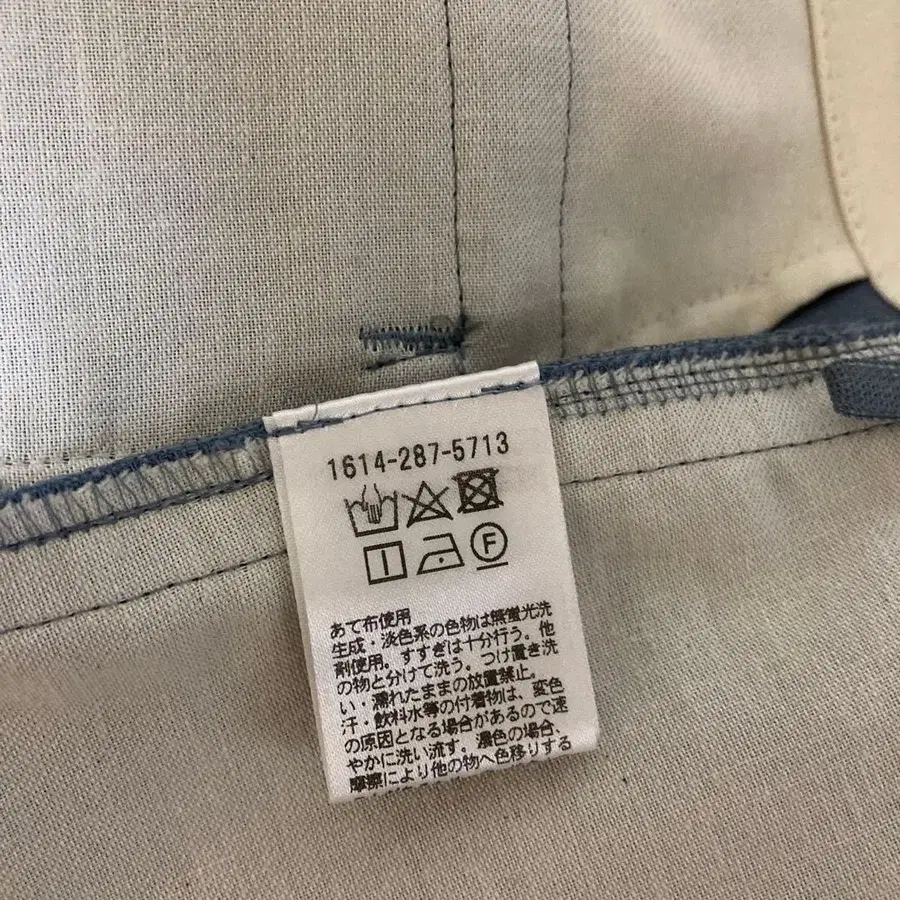 1614-287-5713
F
あて布使用
生成・淡色系の色物は無蛍光洗
剤使用。すすぎは十分行う。他
の物と分けて洗う。つけ置き洗
い・濡れたままの放置禁止。
汗・飲料水等の付着物は、変色
の原因となる場合があるので速
やかに洗い流す。濃色の場合、
摩擦により他の物へ色移りする